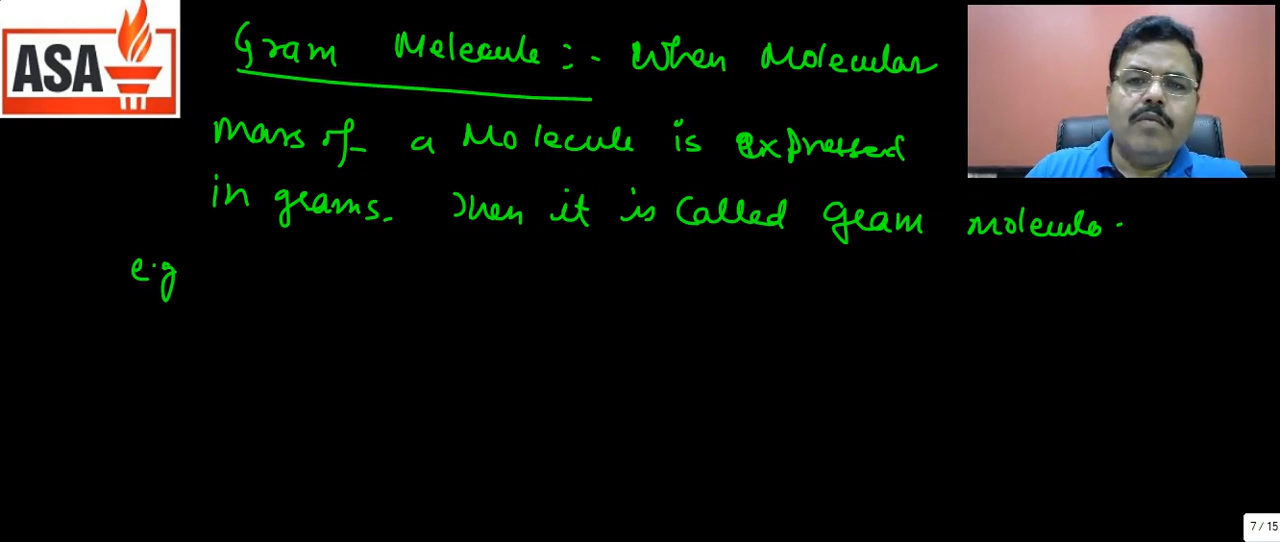 ASA
Gram Melecule :- When Molecular
mass of a Molecule is expressed
in grams. Then it is called gram molecule.
e.g
7 / 15